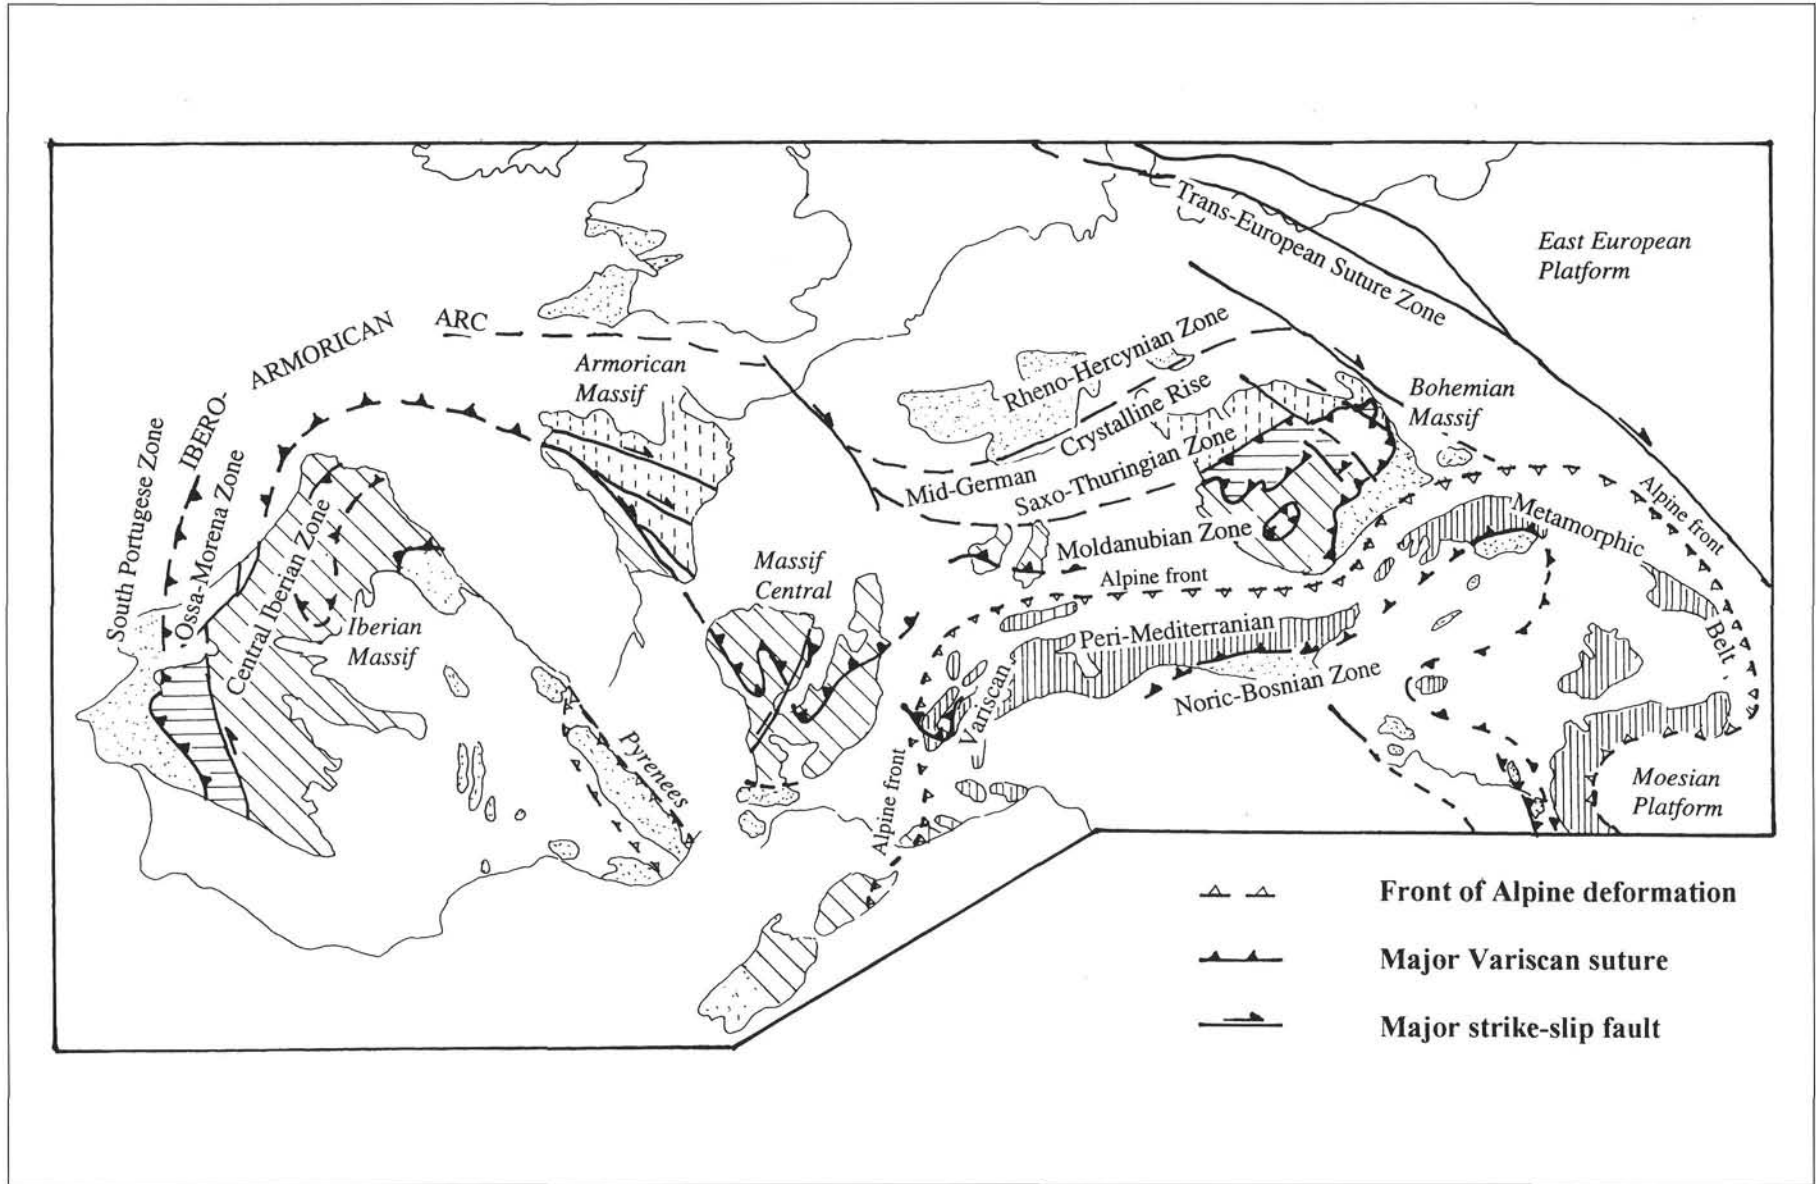 Trans-European Suture Zone
East European
Platform
IBERO-
ARMORICAN
ARC
Armorican
Massif
Rheno-Hercynian Zone
Mid-German
Crystalline Rise
Saxo-Thuringian Zone
Bohemian
Massif
South Portugese Zone
Ossa-Morena Zone
Central Iberian Zone
Iberian
Massif
Massif
Central
Moldanubian Zone
Alpine front
Alpine front
Variscan
Peri-Mediterranian
Metamorphic
Belt
Noric-Bosnian Zone
Pyrenees
Alpine front
Moesian
Platform
Front of Alpine deformation
Major Variscan suture
Major strike-slip fault